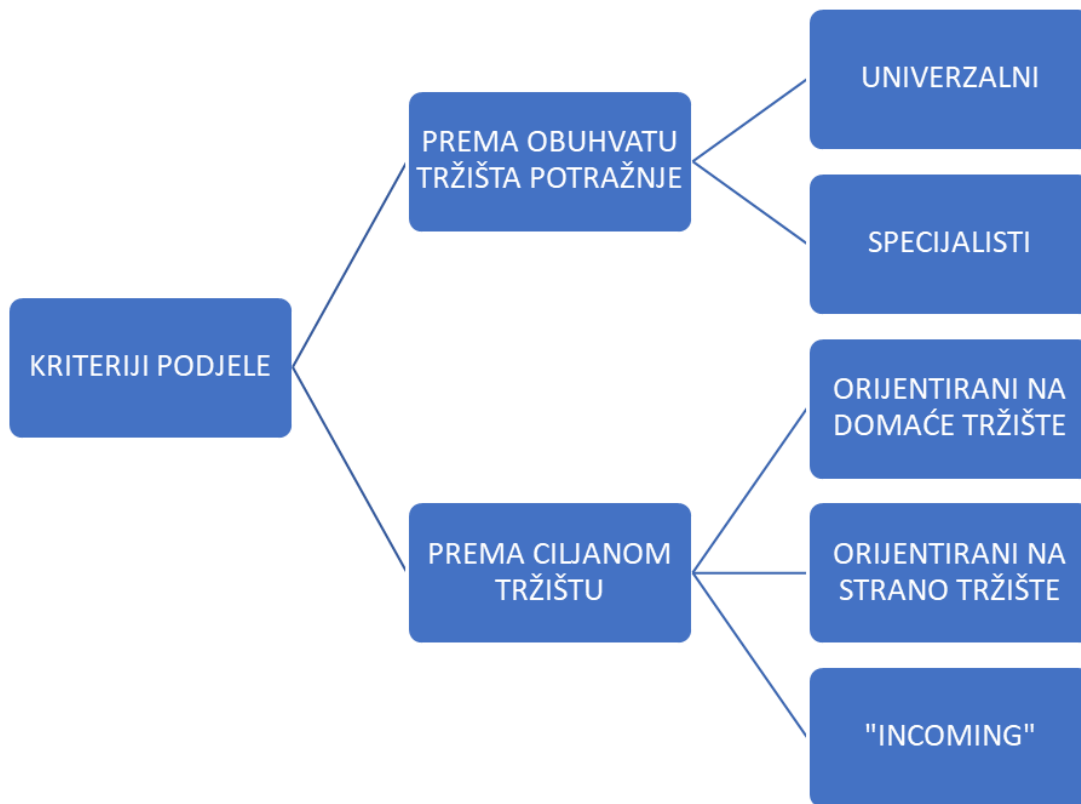 KRITERIJI PODJELE
PREMA OBUHVATU
TRŽIŠTA POTRAŽNJE
UNIVERZALNI
SPECIJALISTI
PREMA CILJANOM
TRŽIŠTU
ORIJENTIRANI NA
DOMAĆE TRŽIŠTE
ORIJENTIRANI NA
STRANO TRŽIŠTE
"INCOMING"